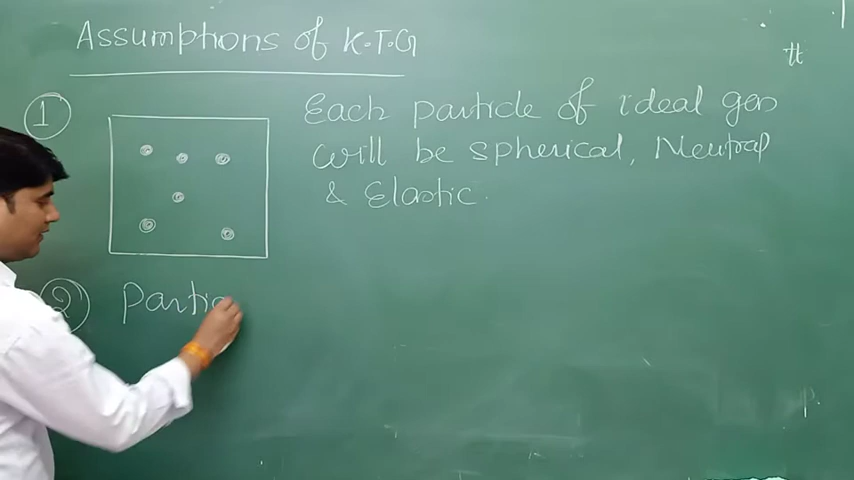 Assumptions of K.T.G
1
Each particle of ideal gas
will be spherical, Neutral
& Elastic.
2 Partic